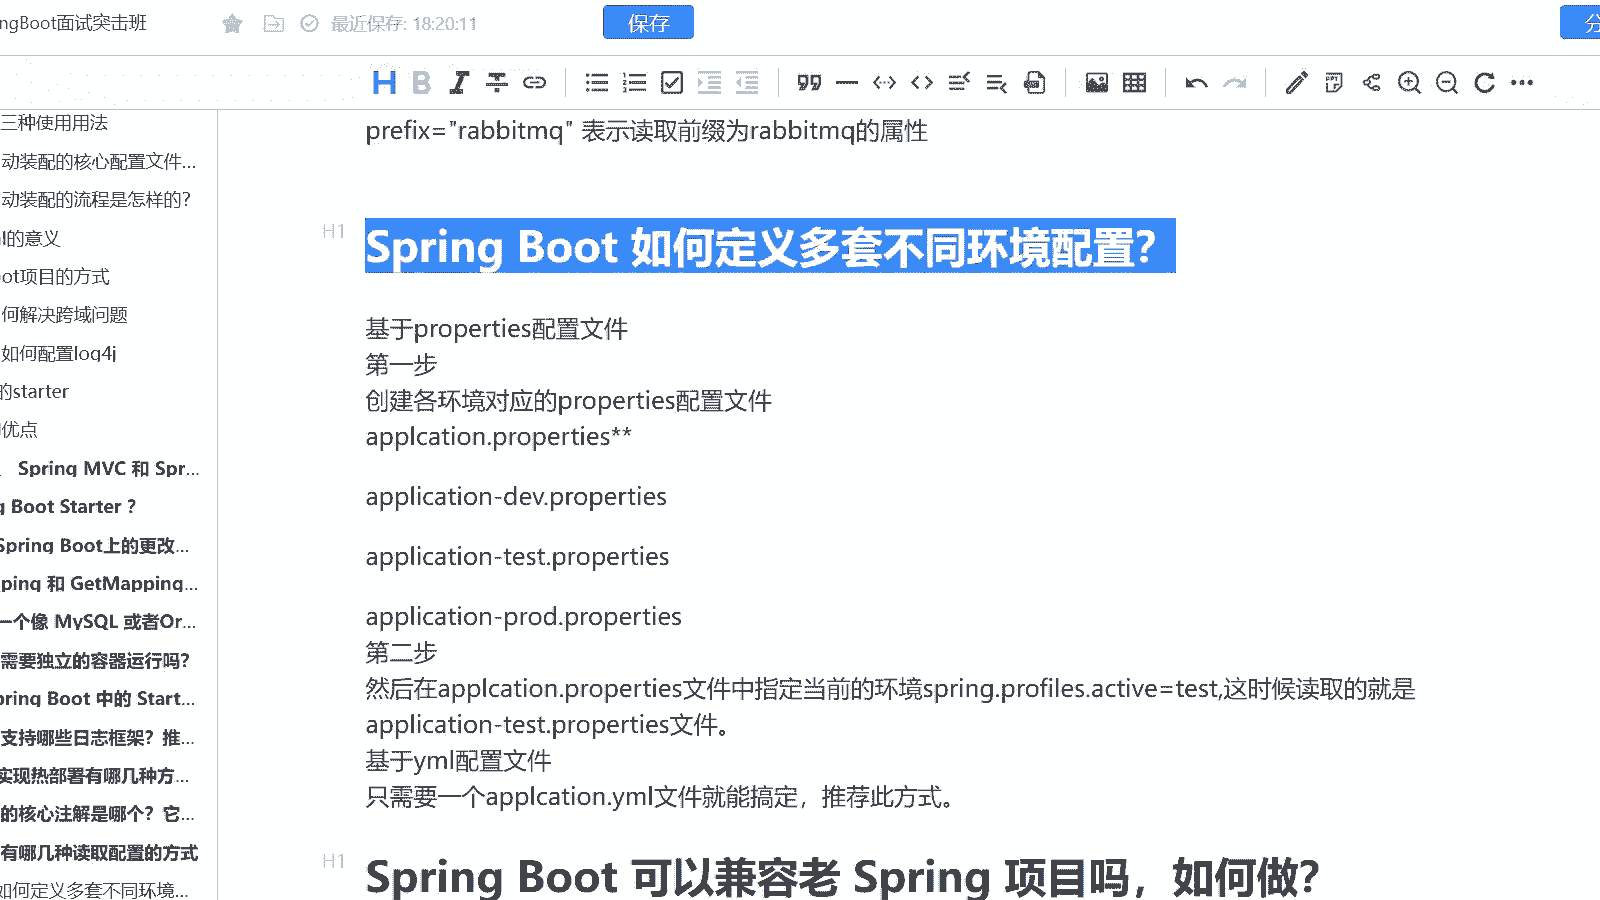 ngBoot面试突击班
最近保存: 18:20:11
保存
分
三种使用用法
动装配的核心配置文件...
动装配的流程是怎样的?
的意义
ot项目的方式
何解决跨域问题
如何配置log4j
的starter
优点
Spring MVC 和 Spr...
g Boot Starter ?
Spring Boot上的更改...
ping 和 GetMapping...
一个像 MySQL 或者Or...
需要独立的容器运行吗?
pring Boot 中的 Start...
支持哪些日志框架? 推...
实现热部署有哪几种方...
的核心注解是哪个? 它...
有哪几种读取配置的方式
如何定义多套不同环境...
prefix="rabbitmq" 表示读取前缀为rabbitmq的属性
H1
Spring Boot 如何定义多套不同环境配置?
基于properties配置文件
第一步
创建各环境对应的properties配置文件
applcation.properties**
application-dev.properties
application-test.properties
application-prod.properties
第二步
然后在applcation.properties文件中指定当前的环境spring.profiles.active=test,这时候读取的就是
application-test.properties文件。
基于yml配置文件
只需要一个applcation.yml文件就能搞定，推荐此方式。
H1
Spring Boot 可以兼容老 Spring 项目吗，如何做?